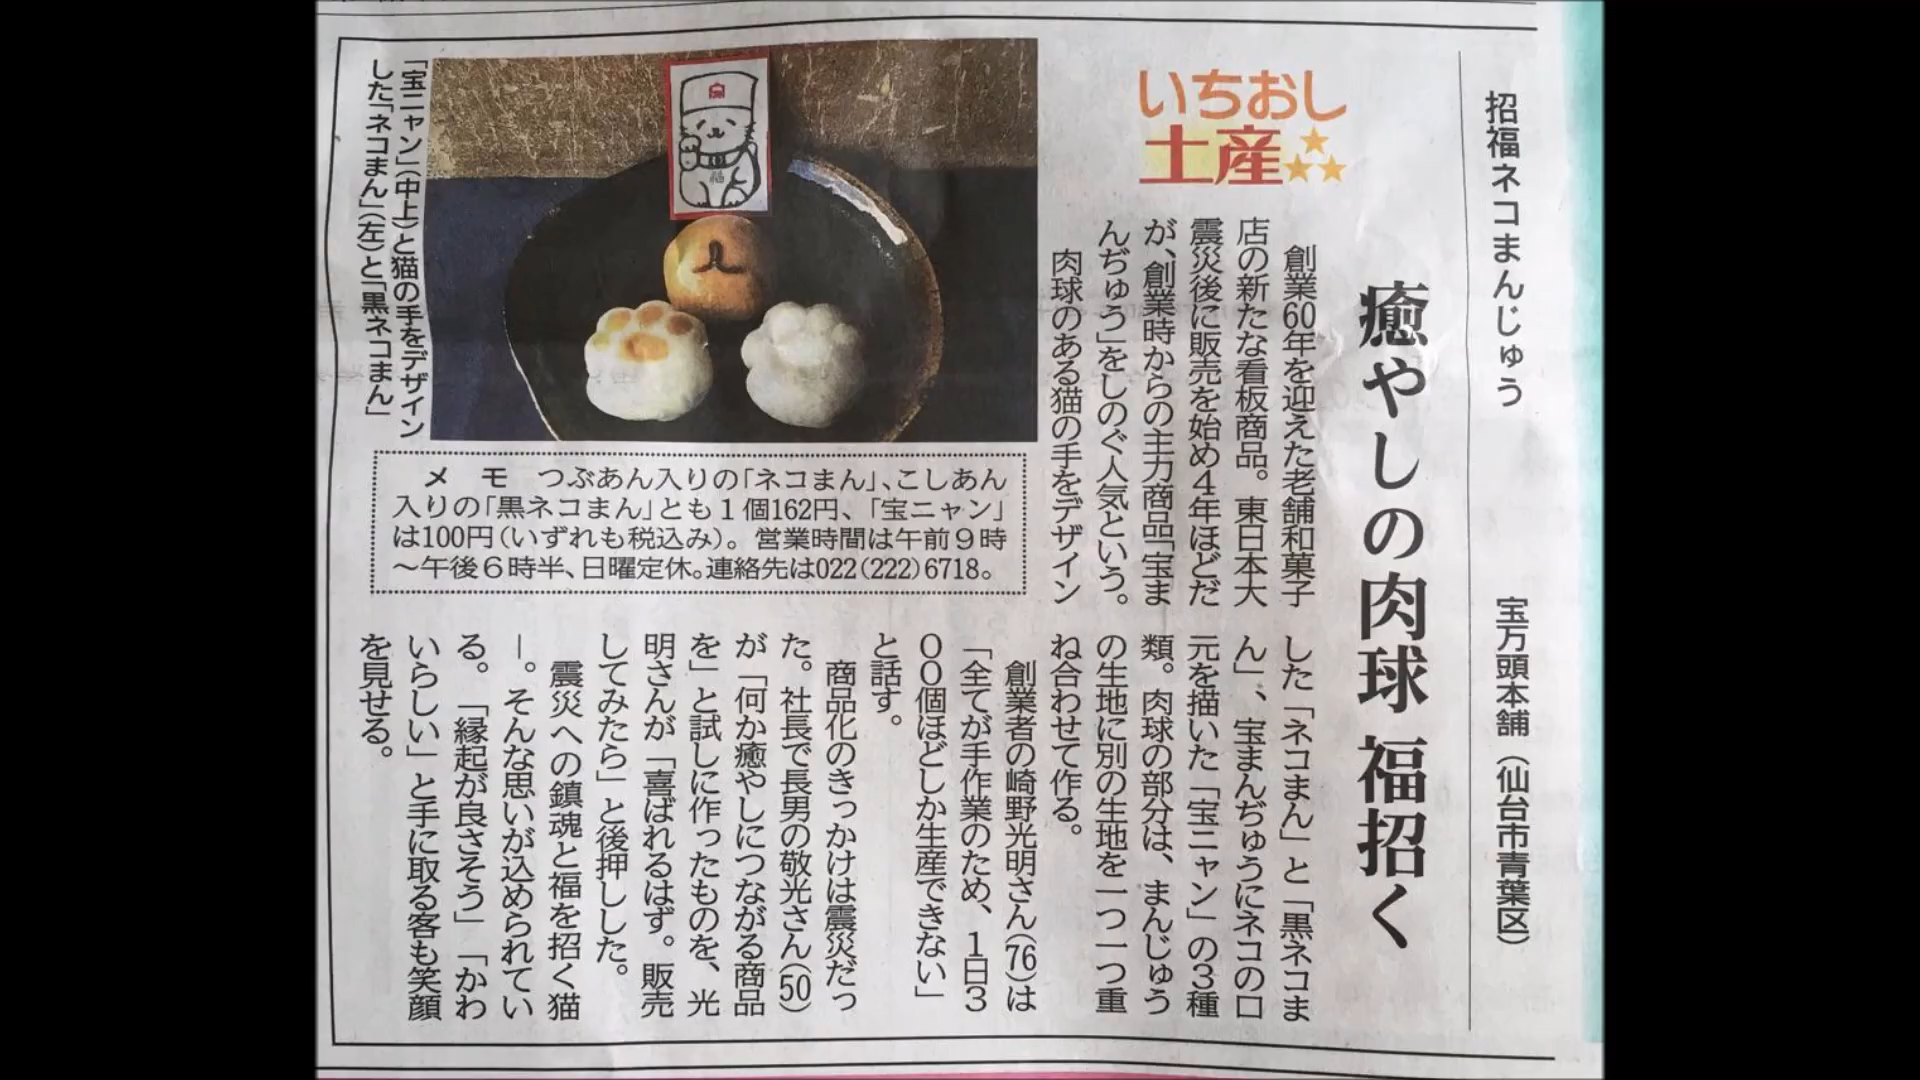 招福ネコまんじゅう
宝万頭本舗(仙台市青葉区)
癒やしの肉球 福招く
いちおし
土産
創業60年を迎えた老舗和菓子
店の新たな看板商品。東日本大
震災後に販売を始め4年ほどだ
が、創業時からの主力商品「宝ま
んぢゅう」をしのぐ人気という。
肉球のある猫の手をデザイン
した「ネコまん」と「黒ネコま
ん」、宝まんぢゅうにネコの口
元を描いた「宝ニャン」の3種
類。肉球の部分は、まんじゅう
の生地に別の生地を一つ一つ重
ね合わせて作る。
創業者の崎野光明さん(76)は
「全てが手作業のため、1日3
00個ほどしか生産できない」
と話す。
商品化のきっかけは震災だっ
た。社長で長男の敬光さん(50)
が「何か癒やしにつながる商品
を」と試しに作ったものを、光
明さんが「喜ばれるはず。販売
してみたら」と後押しした。
震災への鎮魂と福を招く猫
―。そんな思いが込められてい
る。「縁起が良さそう」「かわ
いらしい」と手に取る客も笑顔
を見せる。
福
「宝ニャン」(中上)と猫の手をデザイン
した「ネコまん」(左)と「黒ネコまん」
メモ つぶあん入りの「ネコまん」、こしあん
入りの「黒ネコまん」とも1個162円、「宝ニャン」
は100円(いずれも税込み)。営業時間は午前9時
～午後6時半、日曜定休。連絡先は022(222)6718。